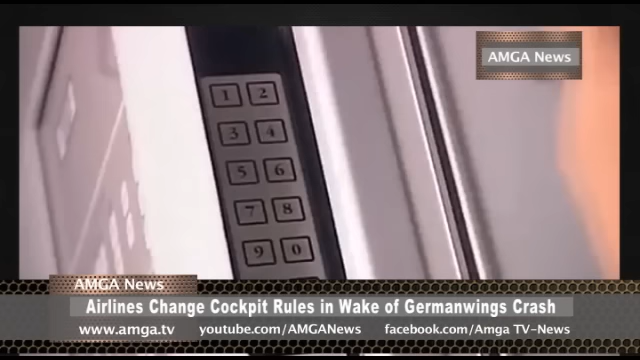 AMGA News
1 2
3 4
5 6
7 8
9 0
AMGA News
Airlines Change Cockpit Rules in Wake of Germanwings Crash
www.amga.tv youtube.com/AMGANews facebook.com/Amga TV-News